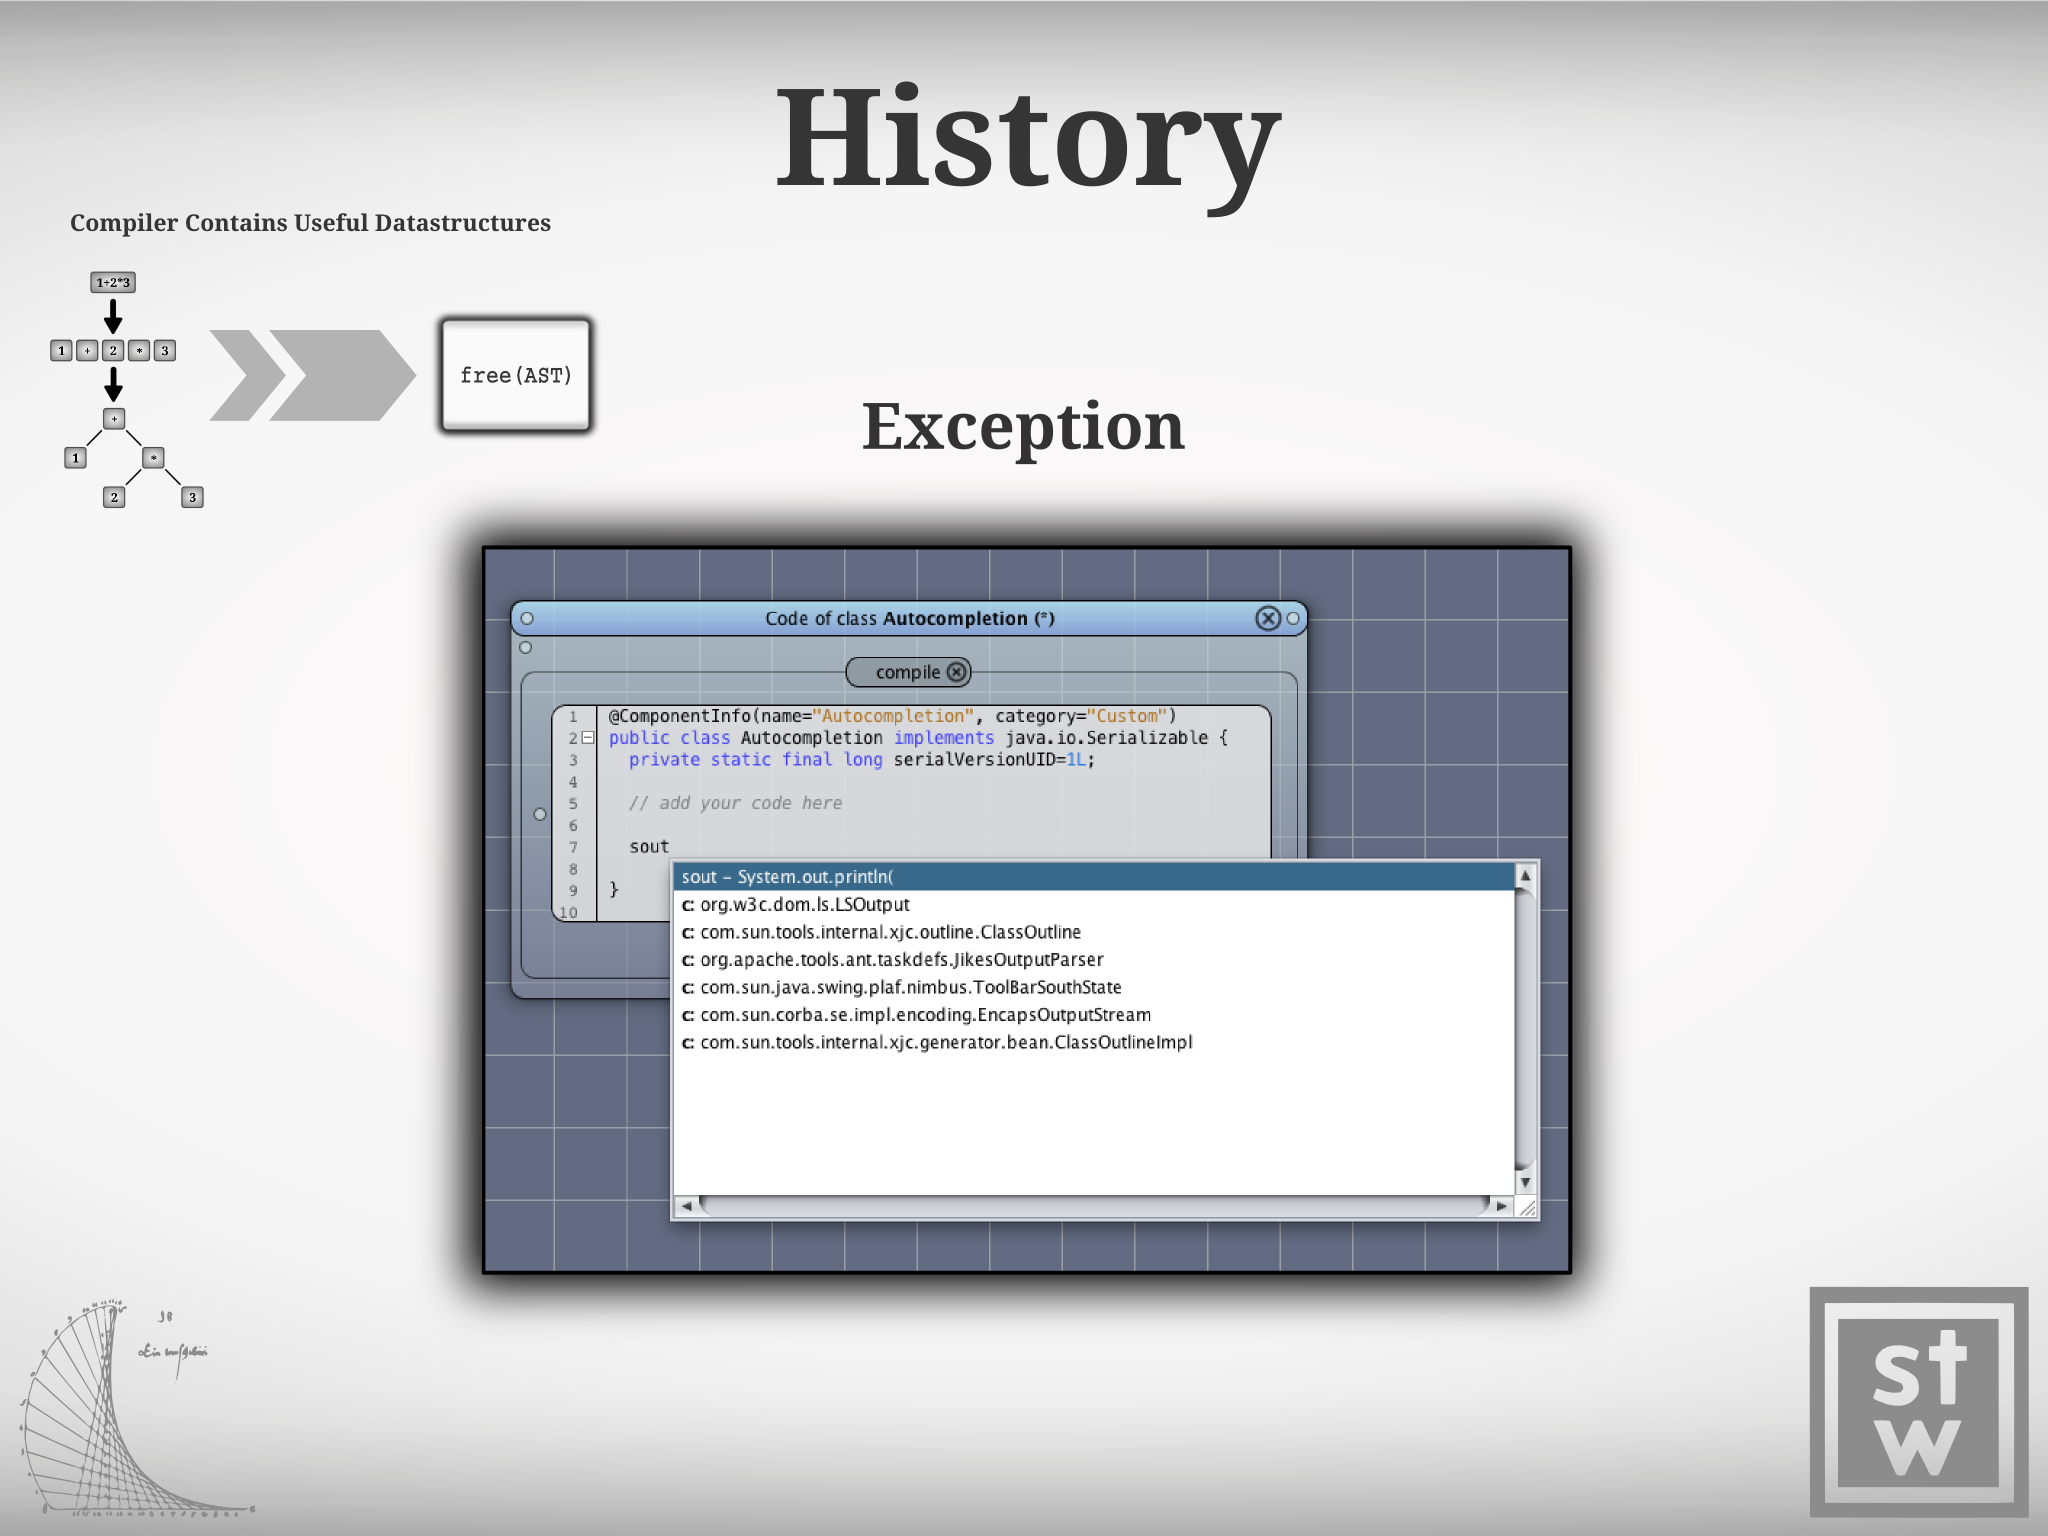 History
Compiler Contains Useful Datastructures
1+2*3
1 + 2 * 3
+
1 *
2 3
free(AST)
Exception
Code of class Autocompletion (*)
compile
1 @ComponentInfo(name="Autocompletion", category="Custom")
2 public class Autocompletion implements java.io.Serializable {
3 private static final long serialVersionUID=1L;
4
5 // add your code here
6
7 sout
8
9 }
10
sout – System.out.println(
c: org.w3c.dom.ls.LSOutput
c: com.sun.tools.internal.xjc.outline.ClassOutline
c: org.apache.tools.ant.taskdefs.JikesOutputParser
c: com.sun.java.swing.plaf.nimbus.ToolBarSouthState
c: com.sun.corba.se.impl.encoding.EncapsOutputStream
c: com.sun.tools.internal.xjc.generator.bean.ClassOutlineImpl
st
w